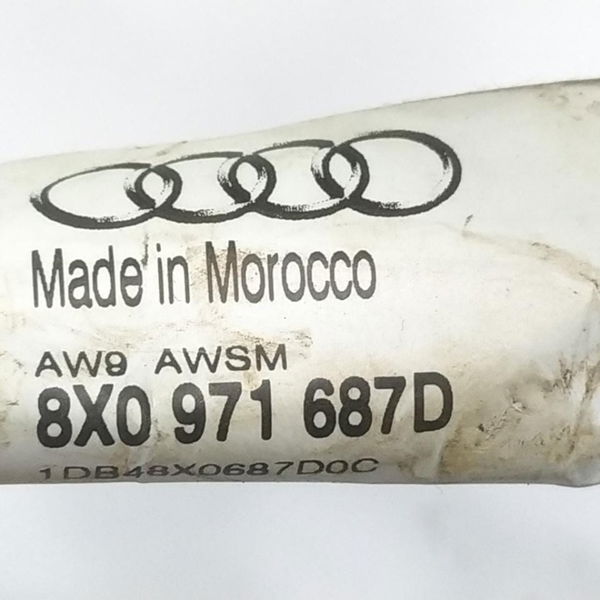 Made in Morocco
AW9 AWSM
8X0 971 687D
1DB48X0687D0C